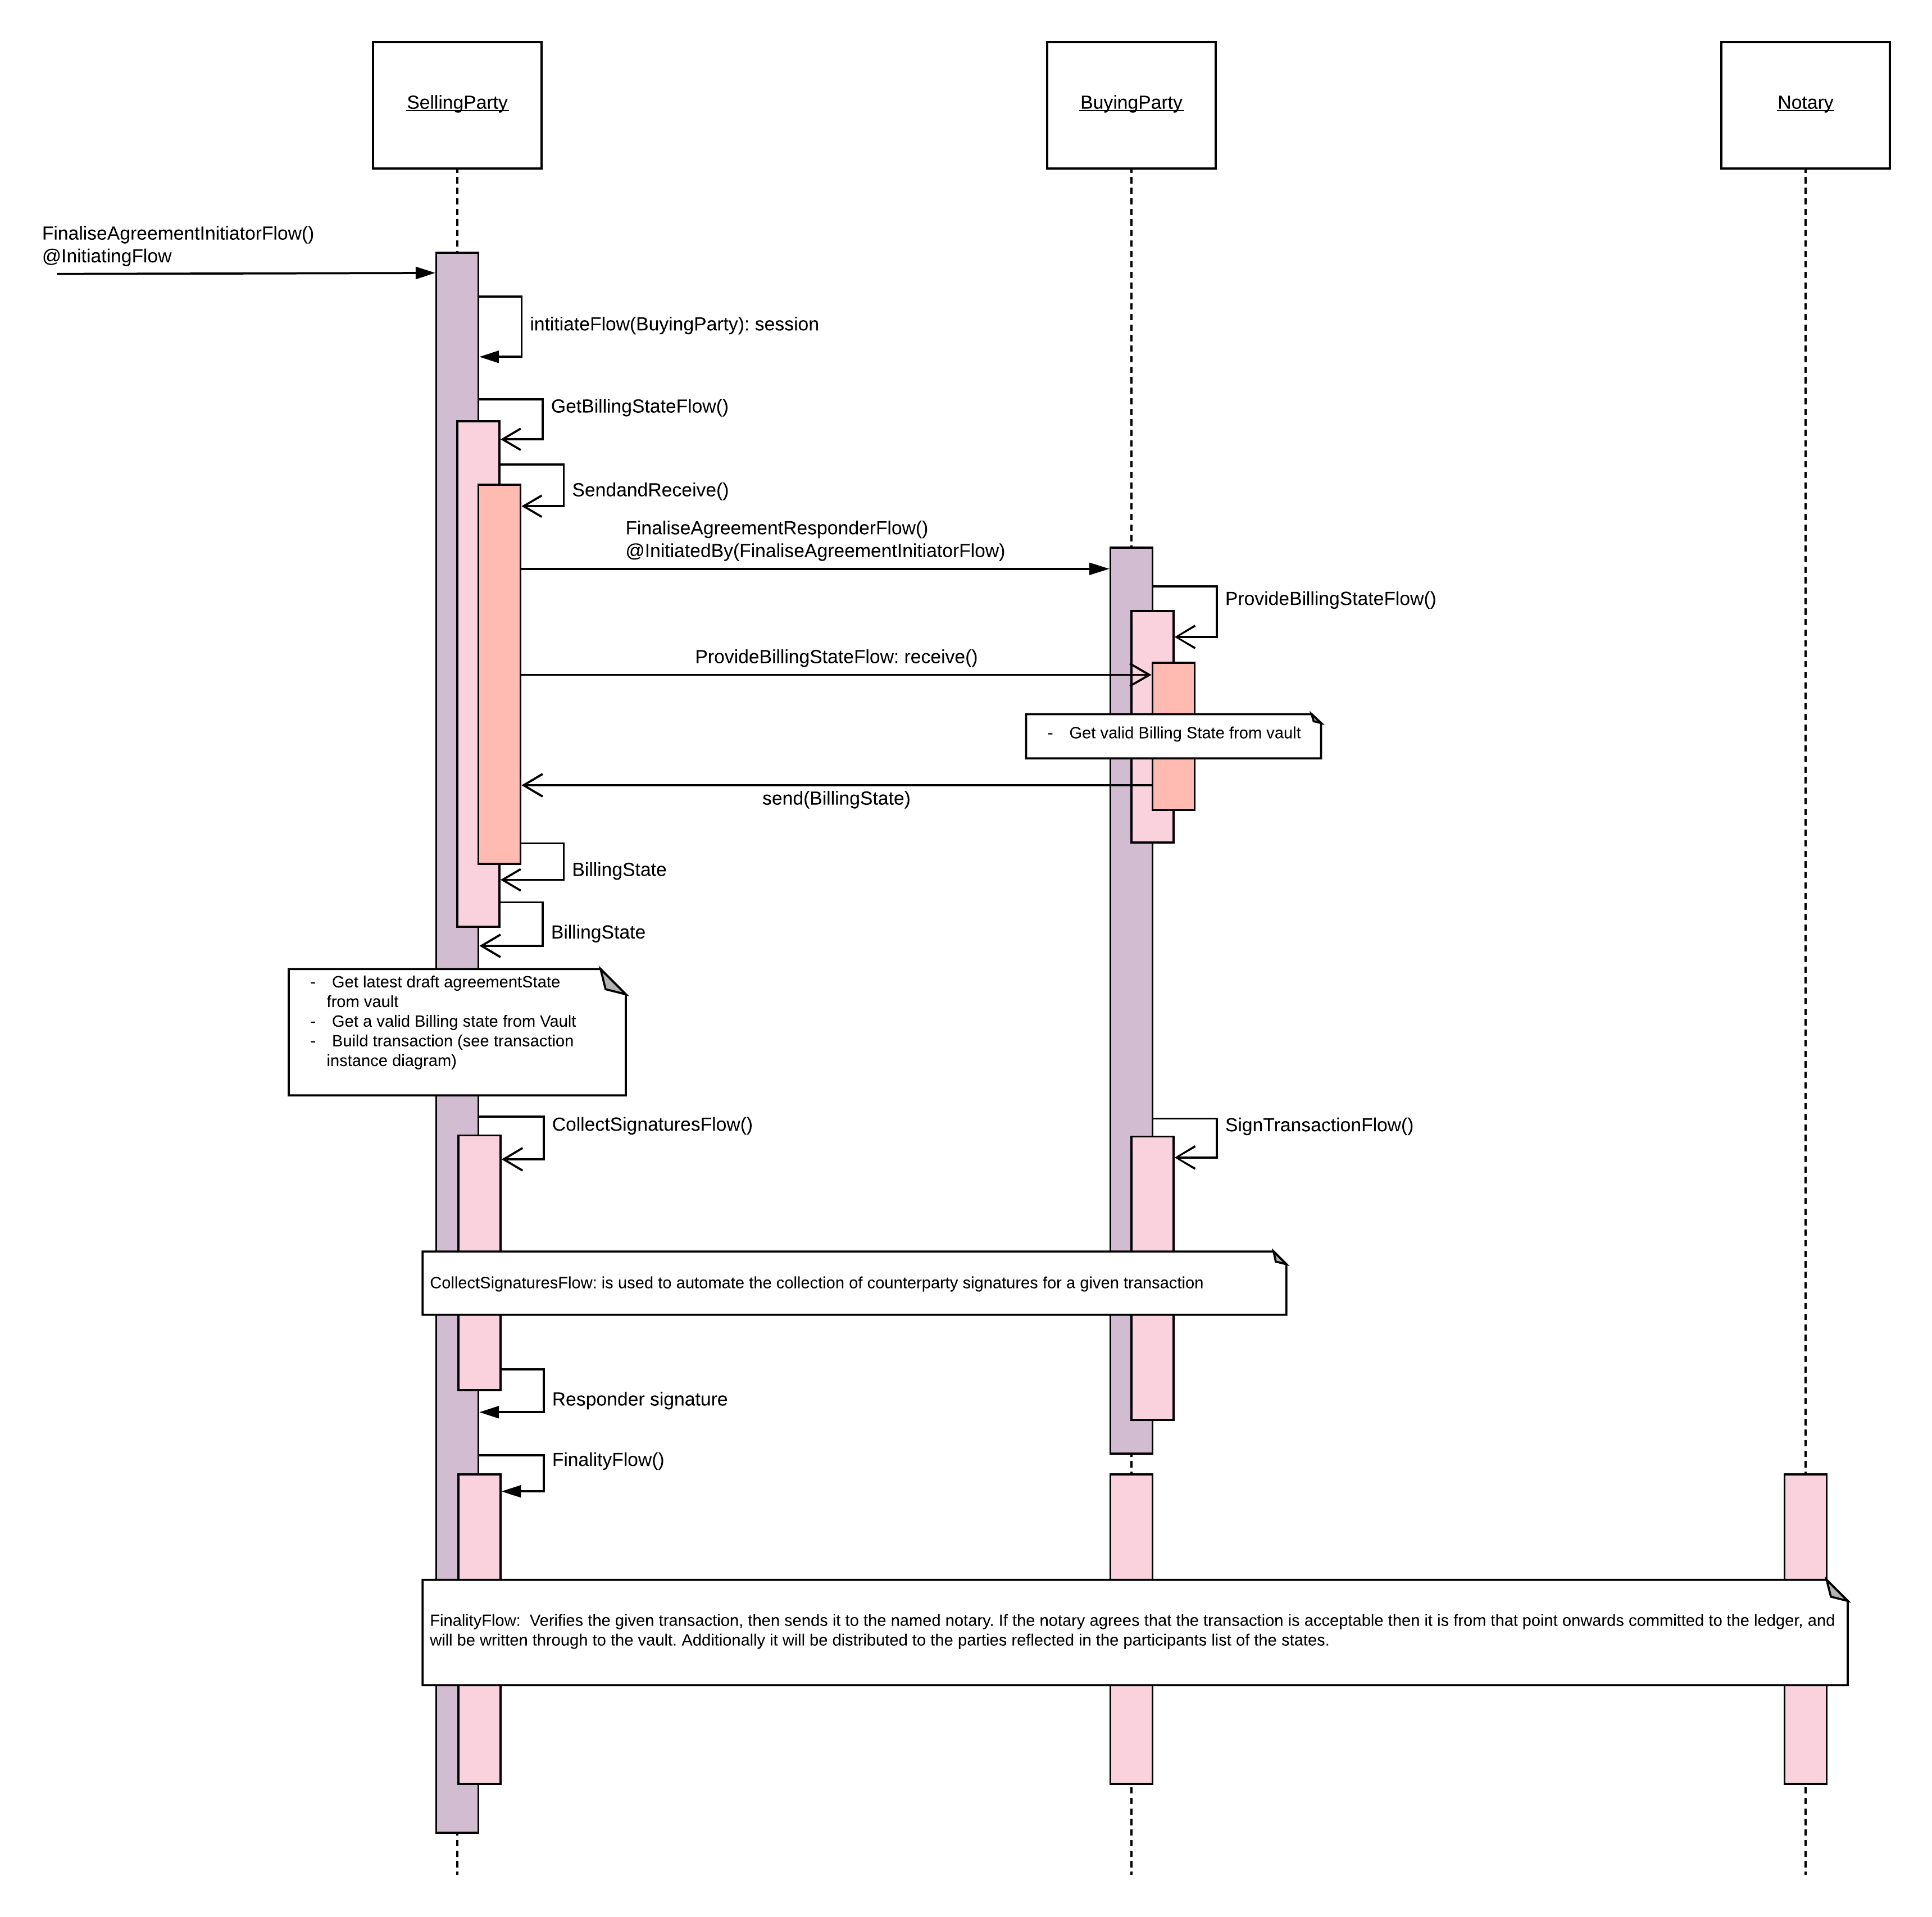 SellingParty
BuyingParty
Notary
FinaliseAgreementInitiatorFlow()
@InitiatingFlow
intitiateFlow(BuyingParty): session
GetBillingStateFlow()
SendandReceive()
FinaliseAgreementResponderFlow()
@InitiatedBy(FinaliseAgreementInitiatorFlow)
ProvideBillingStateFlow()
ProvideBillingStateFlow: receive()
- Get valid Billing State from vault
send(BillingState)
BillingState
BillingState
- Get latest draft agreementState
from vault
- Get a valid Billing state from Vault
- Build transaction (see transaction
instance diagram)
CollectSignaturesFlow()
SignTransactionFlow()
CollectSignaturesFlow: is used to automate the collection of counterparty signatures for a given transaction
Responder signature
FinalityFlow()
FinalityFlow: Verifies the given transaction, then sends it to the named notary. If the notary agrees that the transaction is acceptable then it is from that point onwards committed to the ledger, and
will be written through to the vault. Additionally it will be distributed to the parties reflected in the participants list of the states.